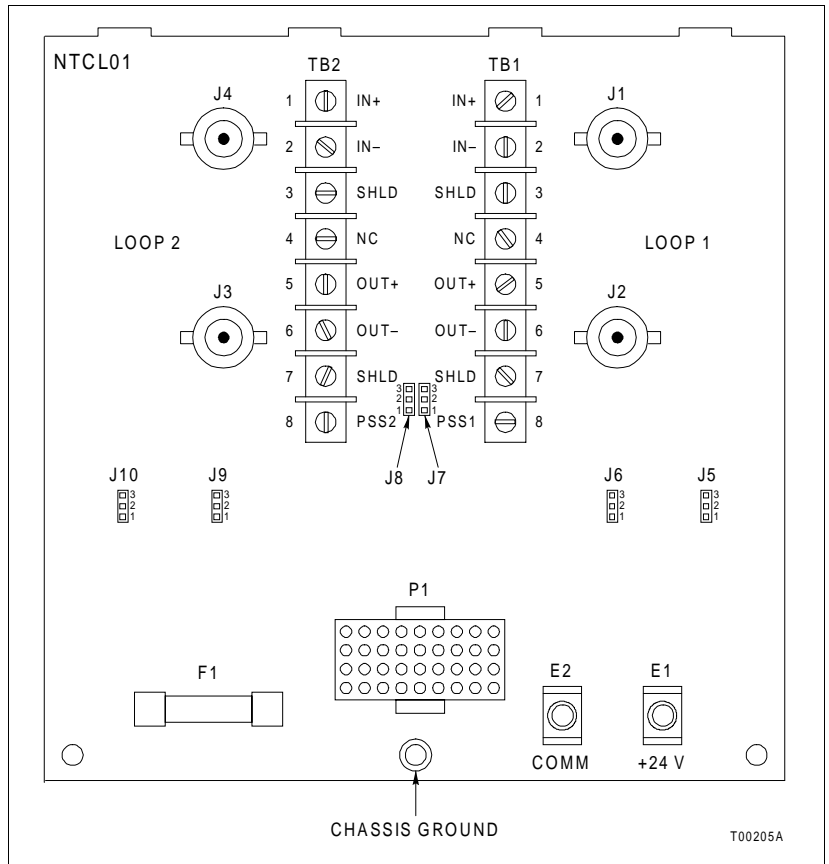 NTCL01
TB2 TB1
J4 J1
1 IN+ IN+ 1
2 IN– IN– 2
3 SHLD SHLD 3
4 NC NC 4
LOOP 2 LOOP 1
5 OUT+ OUT+ 5
J3 J2
6 OUT– OUT– 6
7 SHLD SHLD 7
3 3
2 2
1 1
8 PSS2 PSS1 8
J8 J7
J10 J9 J6 J5
3 3 3 3
2 2 2 2
1 1 1 1
P1
F1 E2 E1
COMM +24 V
CHASSIS GROUND
T00205A